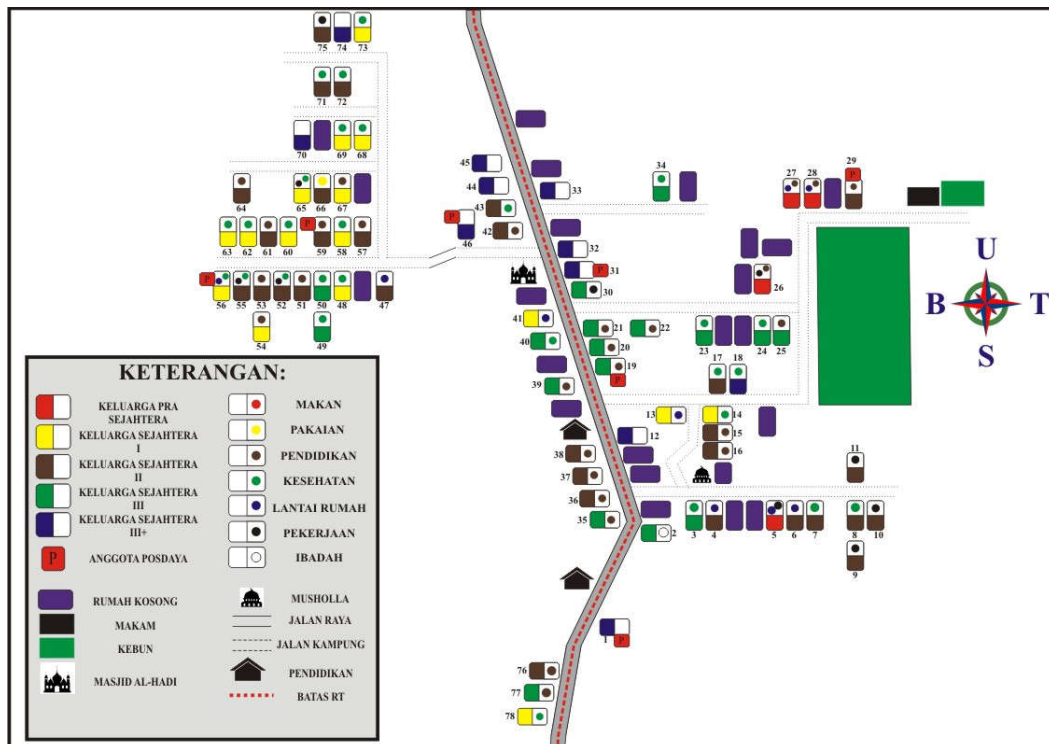 75 74 73
71 72
70 69 68
64 65 66 67
P
63 62 61 60 59 58 57
P
56 55 53 52 51 50 48 47
54 49
45
44
43
P
42
46
33
34
32
31 P
30
41
40
39
21 22
20
19
P
27 28 29
P
26
23 24 25
17 18
13 14
15
16
12
11
38
37
36
35
2 3 4 5 6 7 8 10
9
1 P
76
77
78
U
B T
S
KETERANGAN:
KELUARGA PRA
SEJAHTERA
KELUARGA SEJAHTERA
I
KELUARGA SEJAHTERA
II
KELUARGA SEJAHTERA
III
KELUARGA SEJAHTERA
III+
P ANGGOTA POSDAYA
RUMAH KOSONG
MAKAM
KEBUN
MASJID AL-HADI
MAKAN
PAKAIAN
PENDIDIKAN
KESEHATAN
LANTAI RUMAH
PEKERJAAN
IBADAH
MUSHOLLA
JALAN RAYA
JALAN KAMPUNG
PENDIDIKAN
BATAS RT